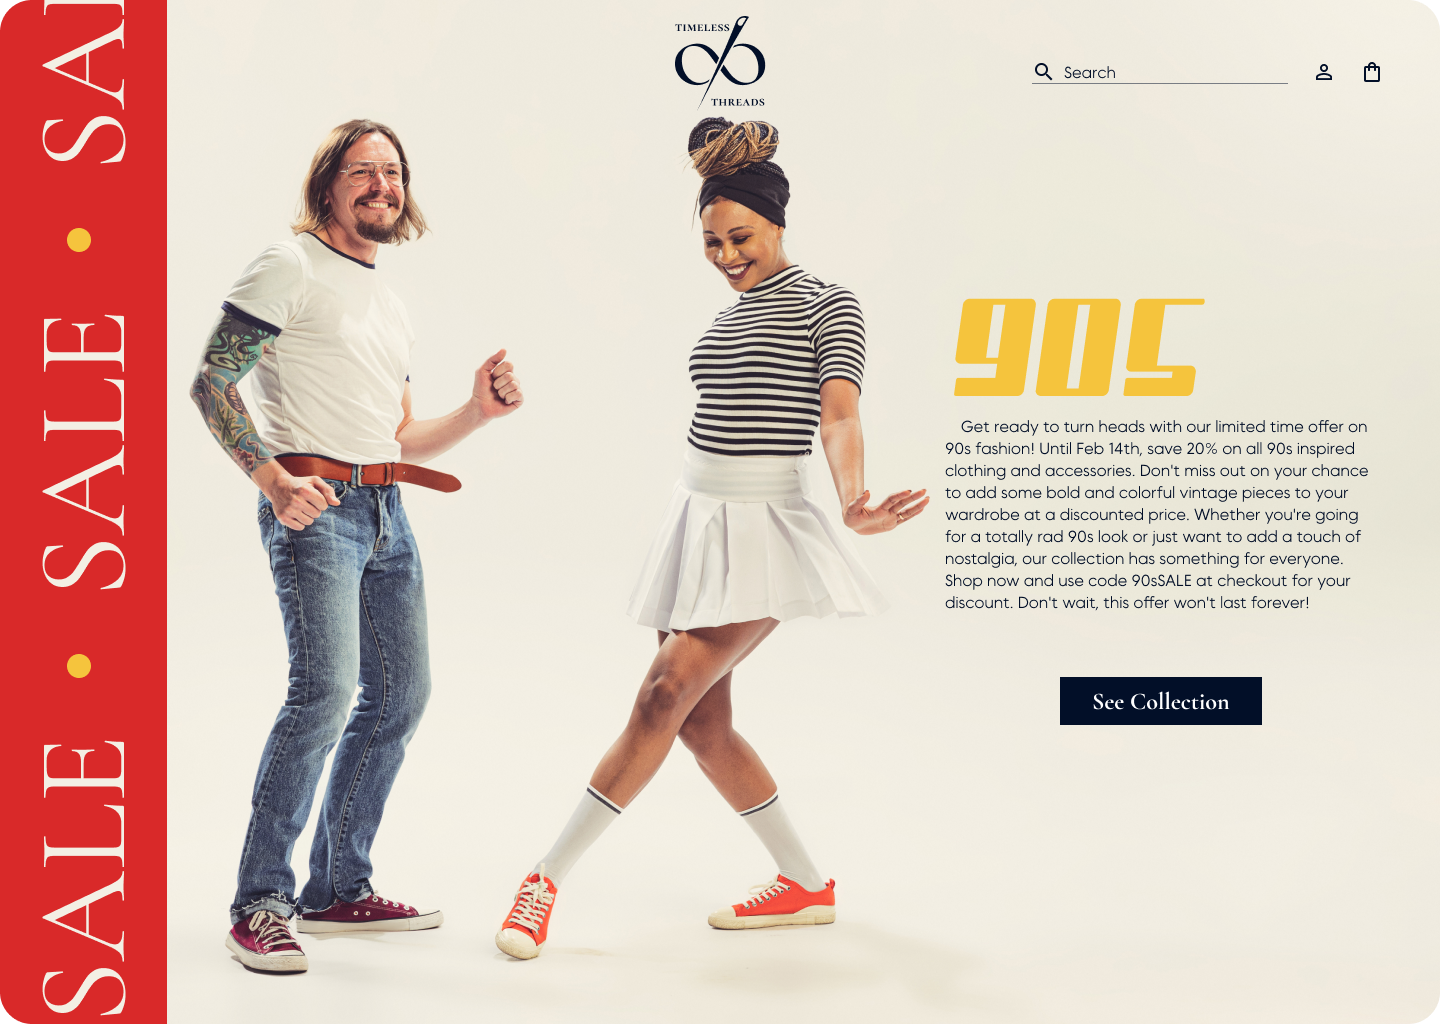 TIMELESS
THREADS
Search
SALE • SALE • SA
90s
Get ready to turn heads with our limited time offer on
90s fashion! Until Feb 14th, save 20% on all 90s inspired
clothing and accessories. Don't miss out on your chance
to add some bold and colorful vintage pieces to your
wardrobe at a discounted price. Whether you're going
for a totally rad 90s look or just want to add a touch of
nostalgia, our collection has something for everyone.
Shop now and use code 90sSALE at checkout for your
discount. Don't wait, this offer won't last forever!
See Collection